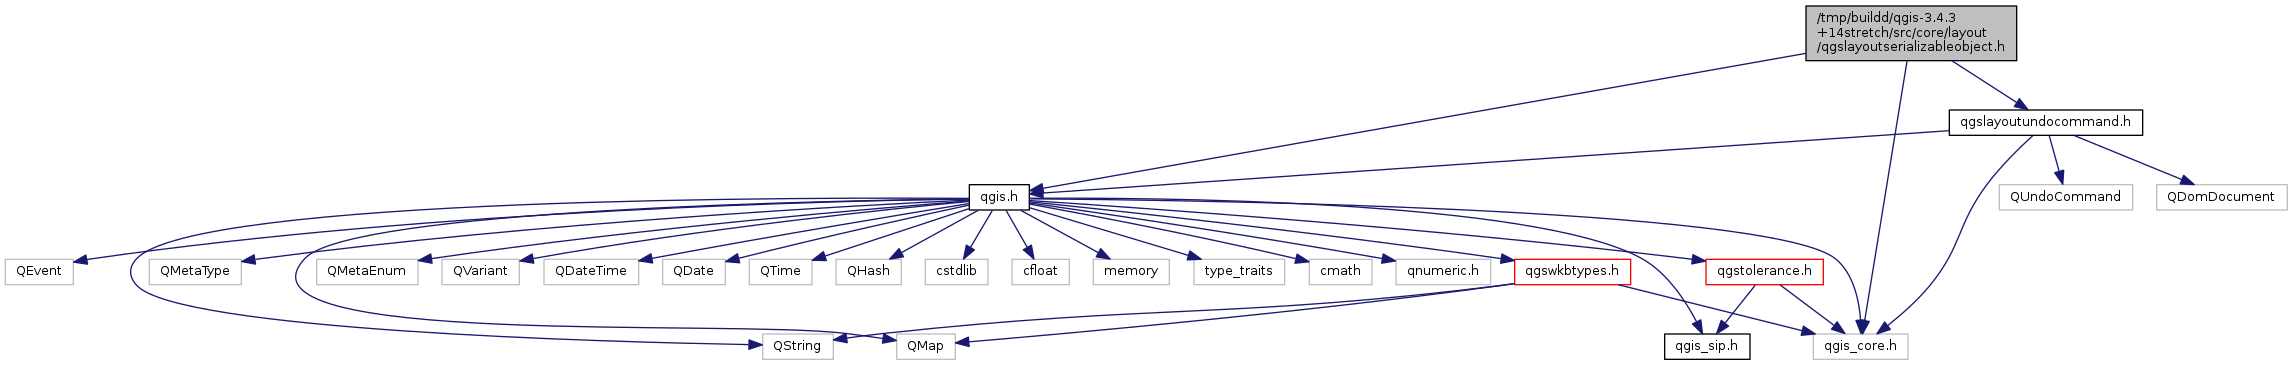 /tmp/buildd/qgis-3.4.3
+14stretch/src/core/layout
/qgslayoutserializableobject.h
qgslayoutundocommand.h
qgis.h
QUndoCommand
QDomDocument
QEvent
QMetaType
QMetaEnum
QVariant
QDateTime
QDate
QTime
QHash
cstdlib
cfloat
memory
type_traits
cmath
qnumeric.h
qgswkbtypes.h
qgstolerance.h
QString
QMap
qgis_sip.h
qgis_core.h